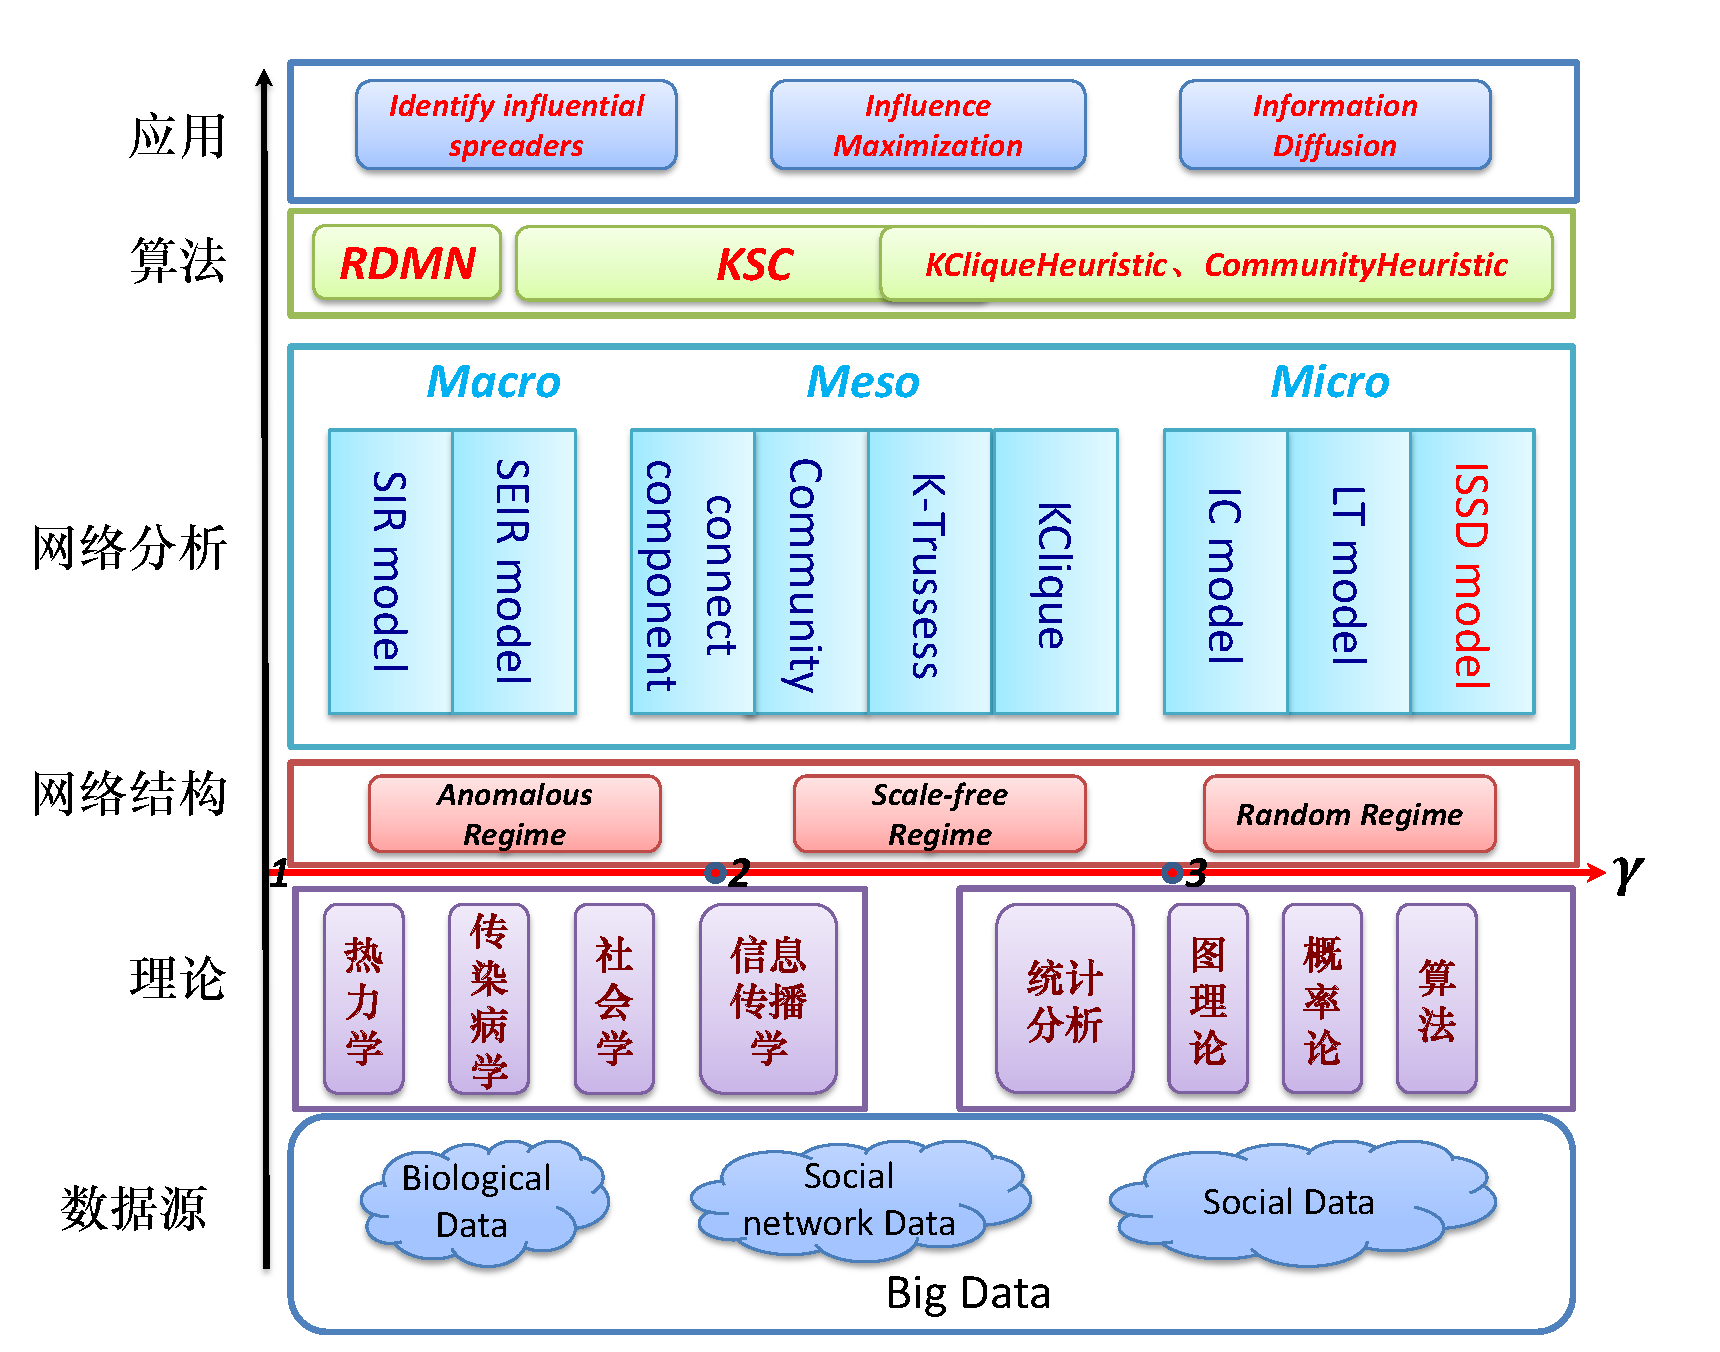 应用
Identify influential
spreaders
Influence
Maximization
Information
Diffusion
算法
RDMN
KSC
KCliqueHeuristic、CommunityHeuristic
网络分析
Macro
Meso
Micro
SIR model
SEIR model
connect
component
Community
K-Trussess
KClique
IC model
LT model
ISSD model
网络结构
Anomalous
Regime
Scale-free
Regime
Random Regime
1
2
3
γ
理论
热力学
传染病学
社会学
信息
传播
学
统计
分析
图理论
概率论
算法
数据源
Biological
Data
Social
network Data
Social Data
Big Data